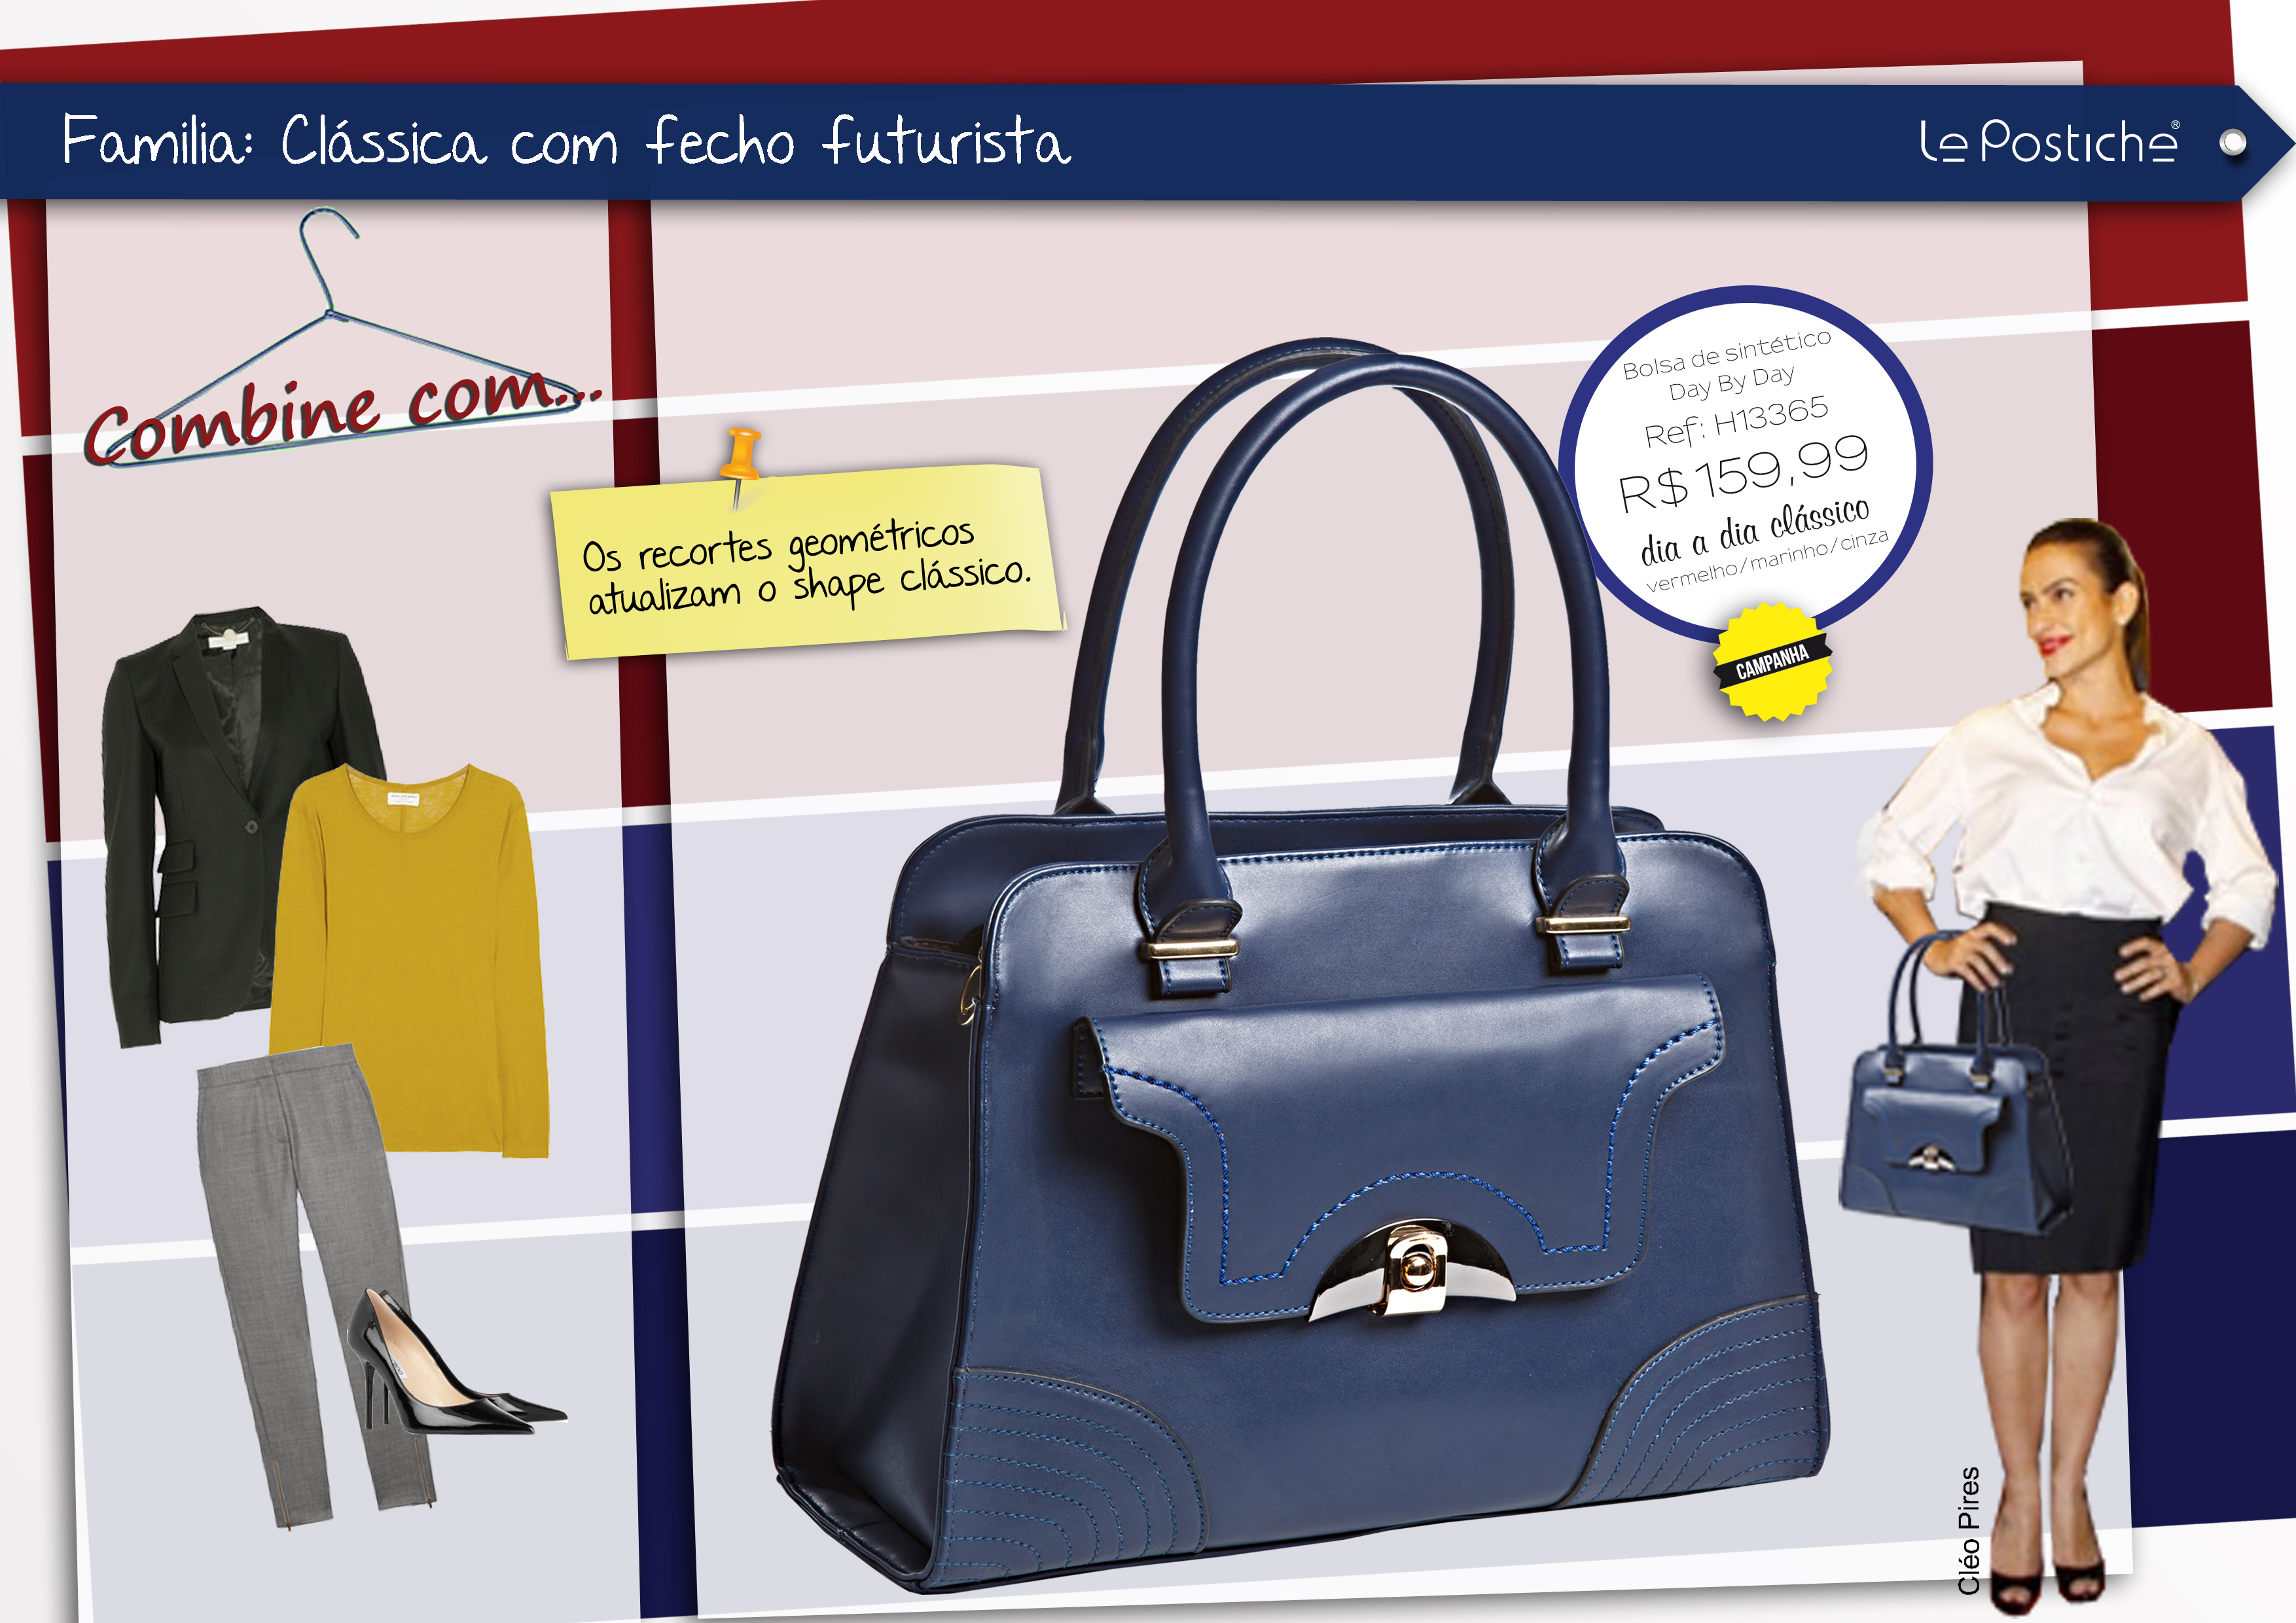 Familia: Clássica com fecho futurista
Le Postiche®
Combine com...
Os recortes geométricos
atualizam o shape clássico.
Bolsa de sintético
Day By Day
Ref: H13365
R$ 159,99
dia a dia clássico
vermelho/marinho/cinza
CAMPANHA
Cléo Pires